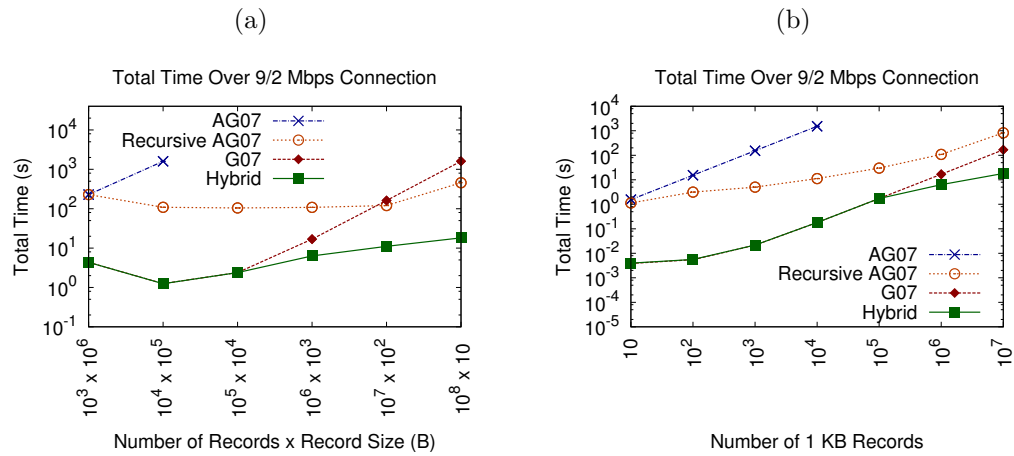 (a)
Total Time Over 9/2 Mbps Connection
AG07
Recursive AG07
G07
Hybrid
Total Time (s)
10^4
10^3
10^2
10^1
10^0
10^-1
10^3 x 10^6
10^4 x 10^5
10^5 x 10^4
10^6 x 10^3
10^7 x 10^2
10^8 x 10
Number of Records x Record Size (B)
(b)
Total Time Over 9/2 Mbps Connection
Total Time (s)
10^4
10^3
10^2
10^1
10^0
10^-1
10^-2
10^-3
10^-4
10^-5
AG07
Recursive AG07
G07
Hybrid
10
10^2
10^3
10^4
10^5
10^6
10^7
Number of 1 KB Records